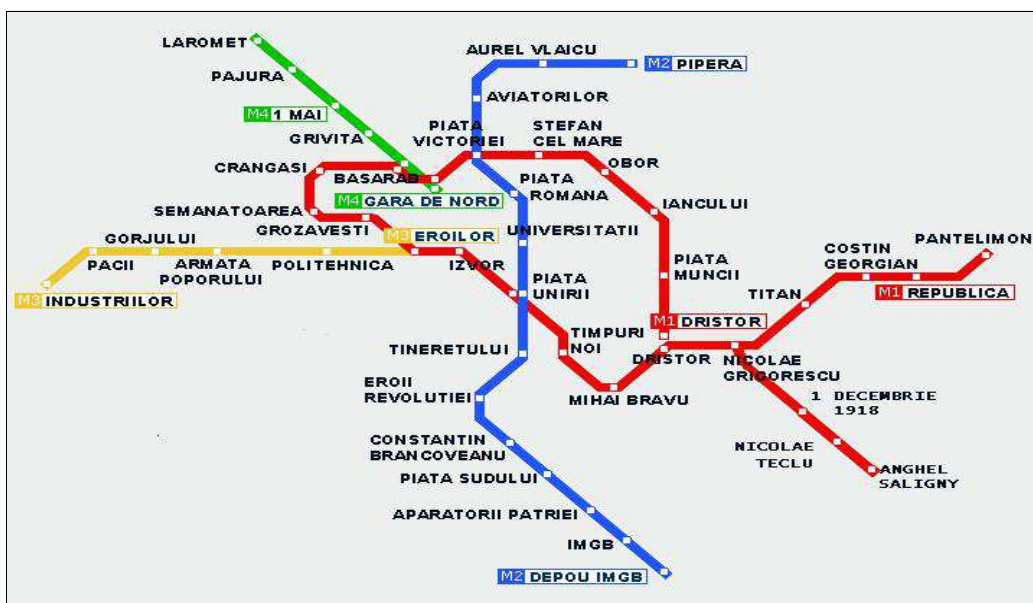 LAROMET
AUREL VLAICU
M2 PIPERA
PAJURA
AVIATORILOR
M4 1 MAI
GRIVITA
PIATA
VICTORIEI
STEFAN
CEL MARE
OBOR
CRANGASI
BASARAB
PIATA
ROMANA
M4 GARA DE NORD
IANCULUI
SEMANATOAREA
GROZAVESTI
M3 EROILOR
UNIVERSITATII
GORJULUI
PACII
ARMATA
POPORULUI
POLITEHNICA
IZVOR
PIATA
MUNCII
COSTIN
GEORGIAN
PANTELIMON
M3 INDUSTRIILOR
PIATA
UNIRII
TITAN
M1 REPUBLICA
M1 DRISTOR
TIMPURI
NOI
TINERETULUI
DRISTOR
NICOLAE
GRIGORESCU
EROII
REVOLUTIEI
MIHAI BRAVU
1 DECEMBRIE
1918
CONSTANTIN
BRANCOVEANU
NICOLAE
TECLU
PIATA SUDULUI
ANGHEL
SALIGNY
APARATORII PATRIEI
IMGB
M2 DEPOU IMGB